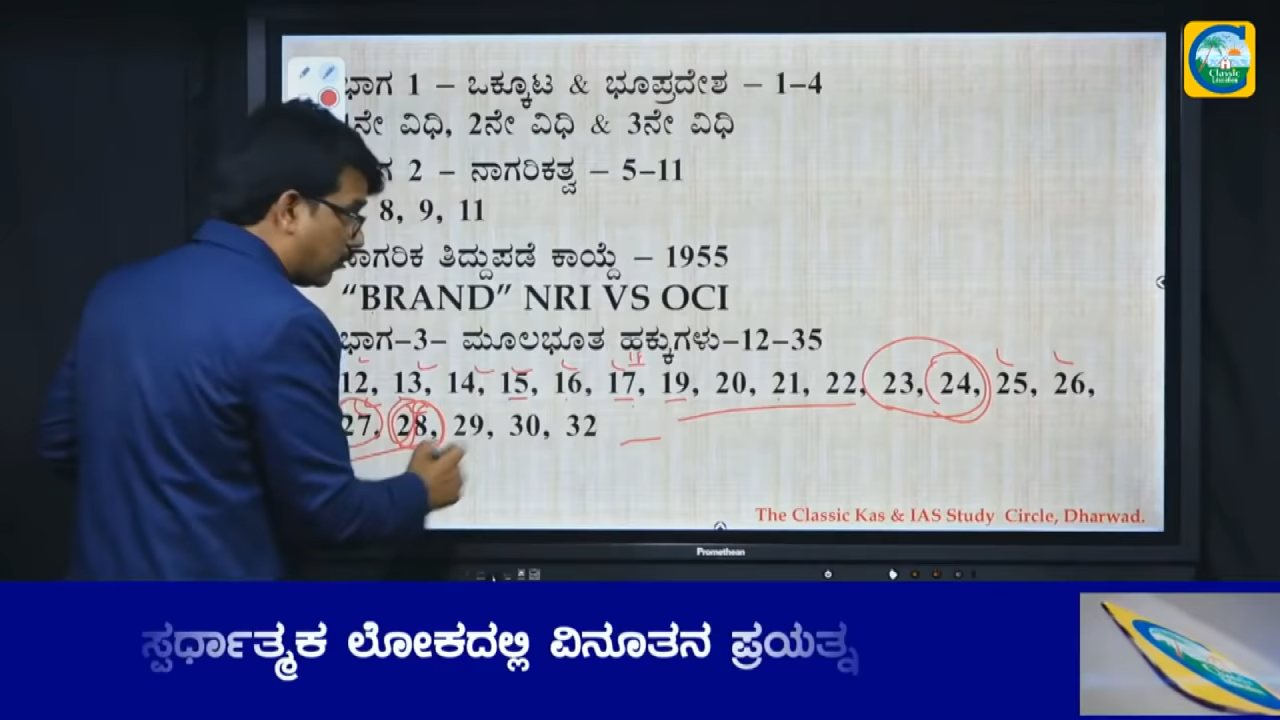 ಭಾಗ 1 – ಒಕ್ಕೂಟ & ಭೂಪ್ರದೇಶ – 1–4
ನೇ ವಿಧಿ, 2ನೇ ವಿಧಿ & 3ನೇ ವಿಧಿ
2 – ನಾಗರಿಕತ್ವ – 5–11
8, 9, 11
ನಾಗರಿಕ ತಿದ್ದುಪಡೆ ಕಾಯ್ದೆ – 1955
“BRAND” NRI VS OCI
ಭಾಗ-3– ಮೂಲಭೂತ ಹಕ್ಕುಗಳು–12–35
18
12, 13, 14, 15, 16, 17, 19, 20, 21, 22, 23, 24, 25, 26,
27, 28, 29, 30, 32
The Classic Kas & IAS Study Circle, Dharwad.
Promethean
Classic
ಸ್ಪರ್ಧಾತ್ಮಕ ಲೋಕದಲ್ಲಿ ವಿನೂತನ ಪ್ರಯತ್ನ